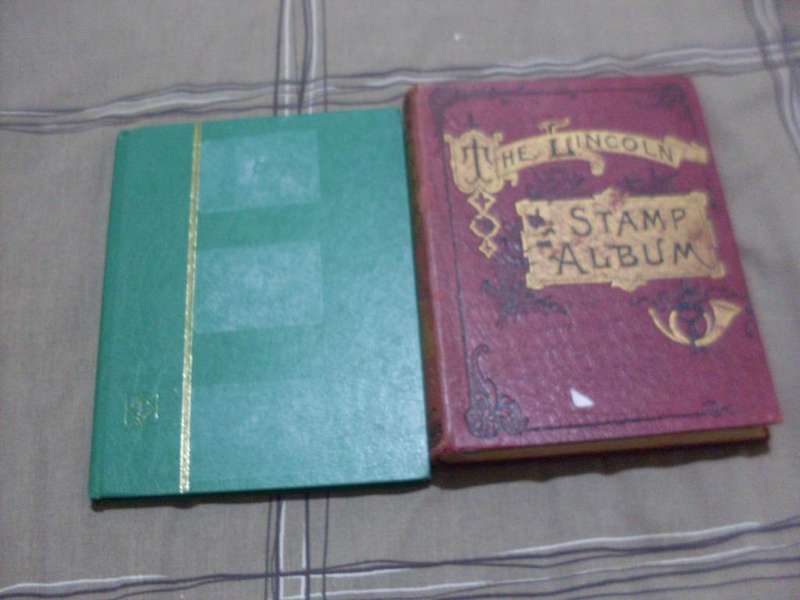 The Lincoln
Stamp
Album